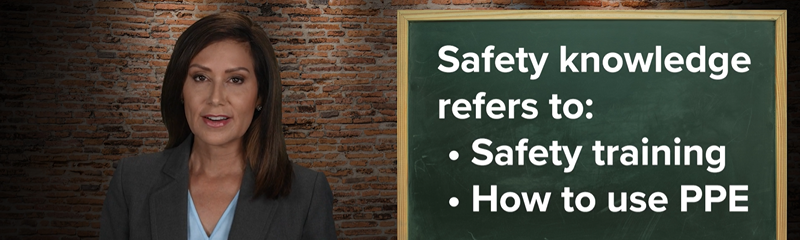 Safety knowledge
refers to:
• Safety training
• How to use PPE